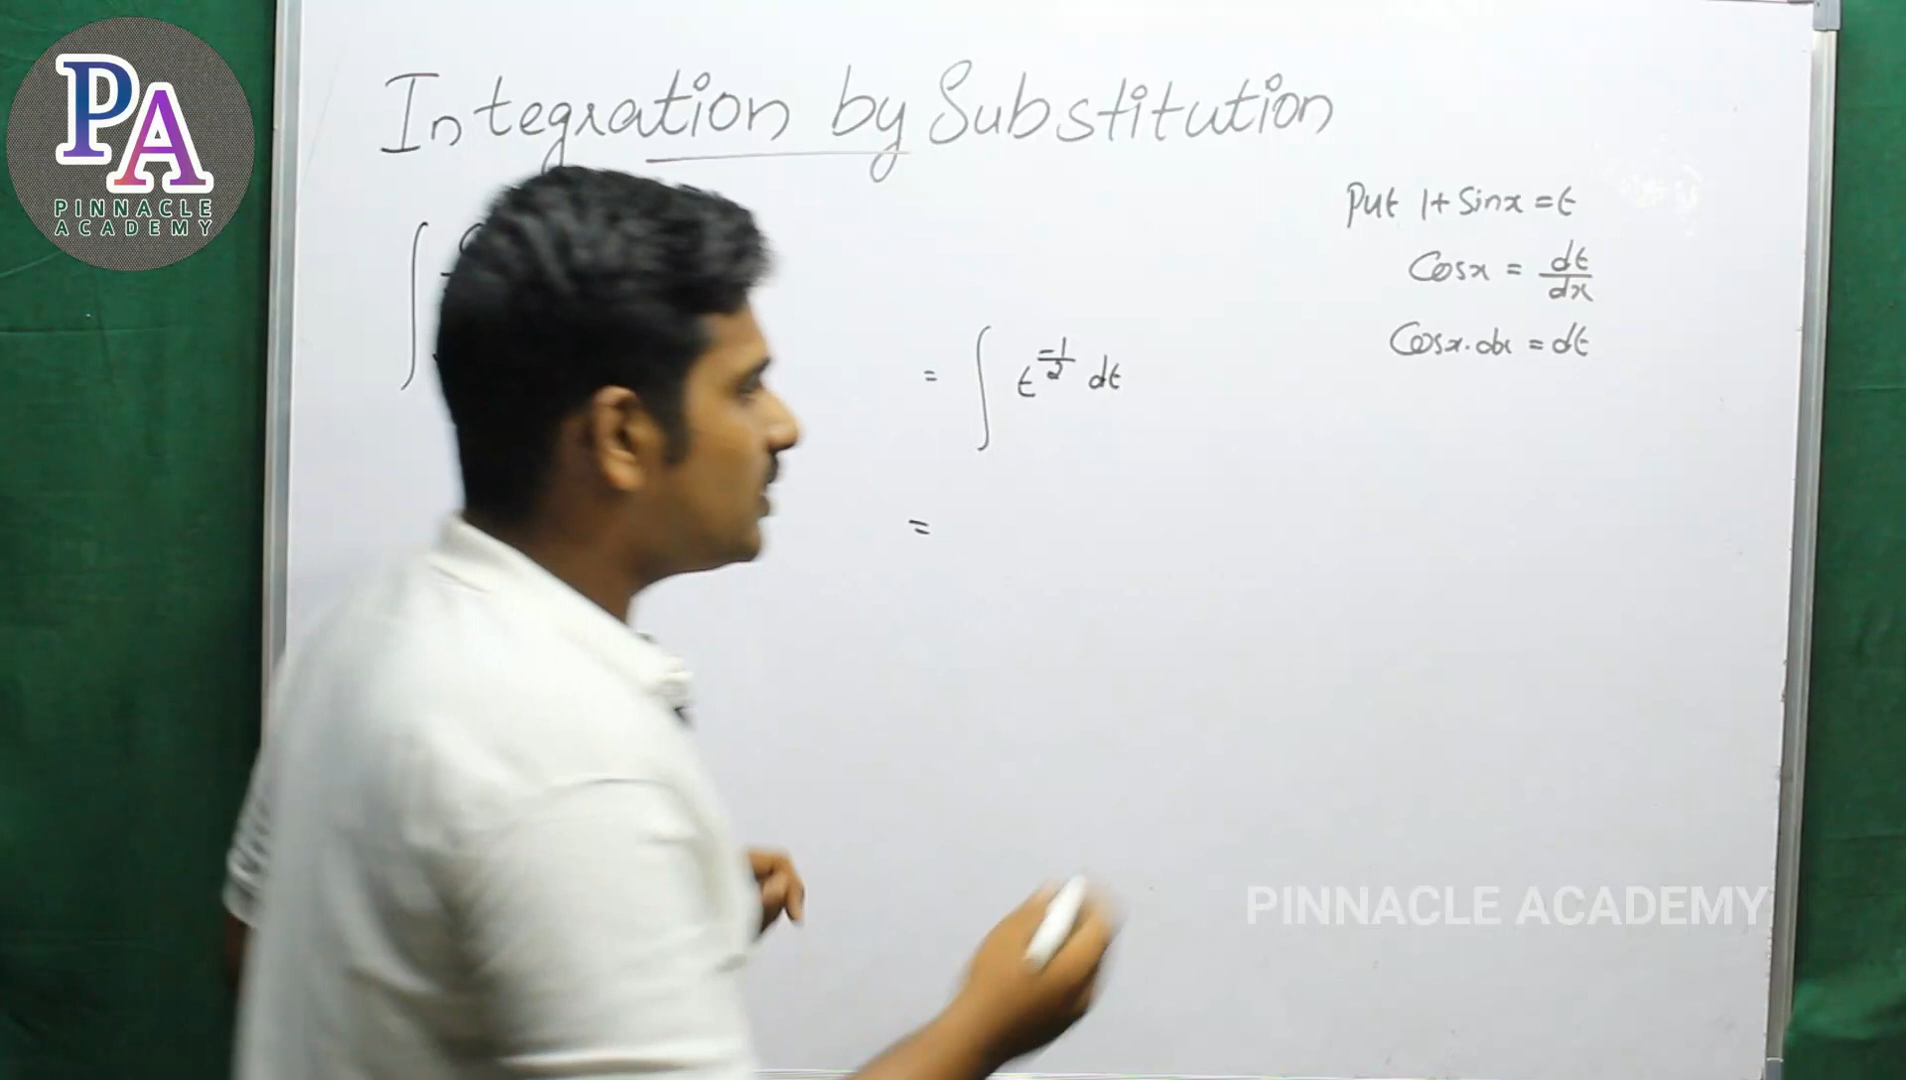 PA
PINNACLE
ACADEMY
Integration by Substitution
Put 1+ Sinx = t
Cosx = dt/dx
Cosx.dx = dt
= ∫ t^(-1/2) dt
=
PINNACLE ACADEMY